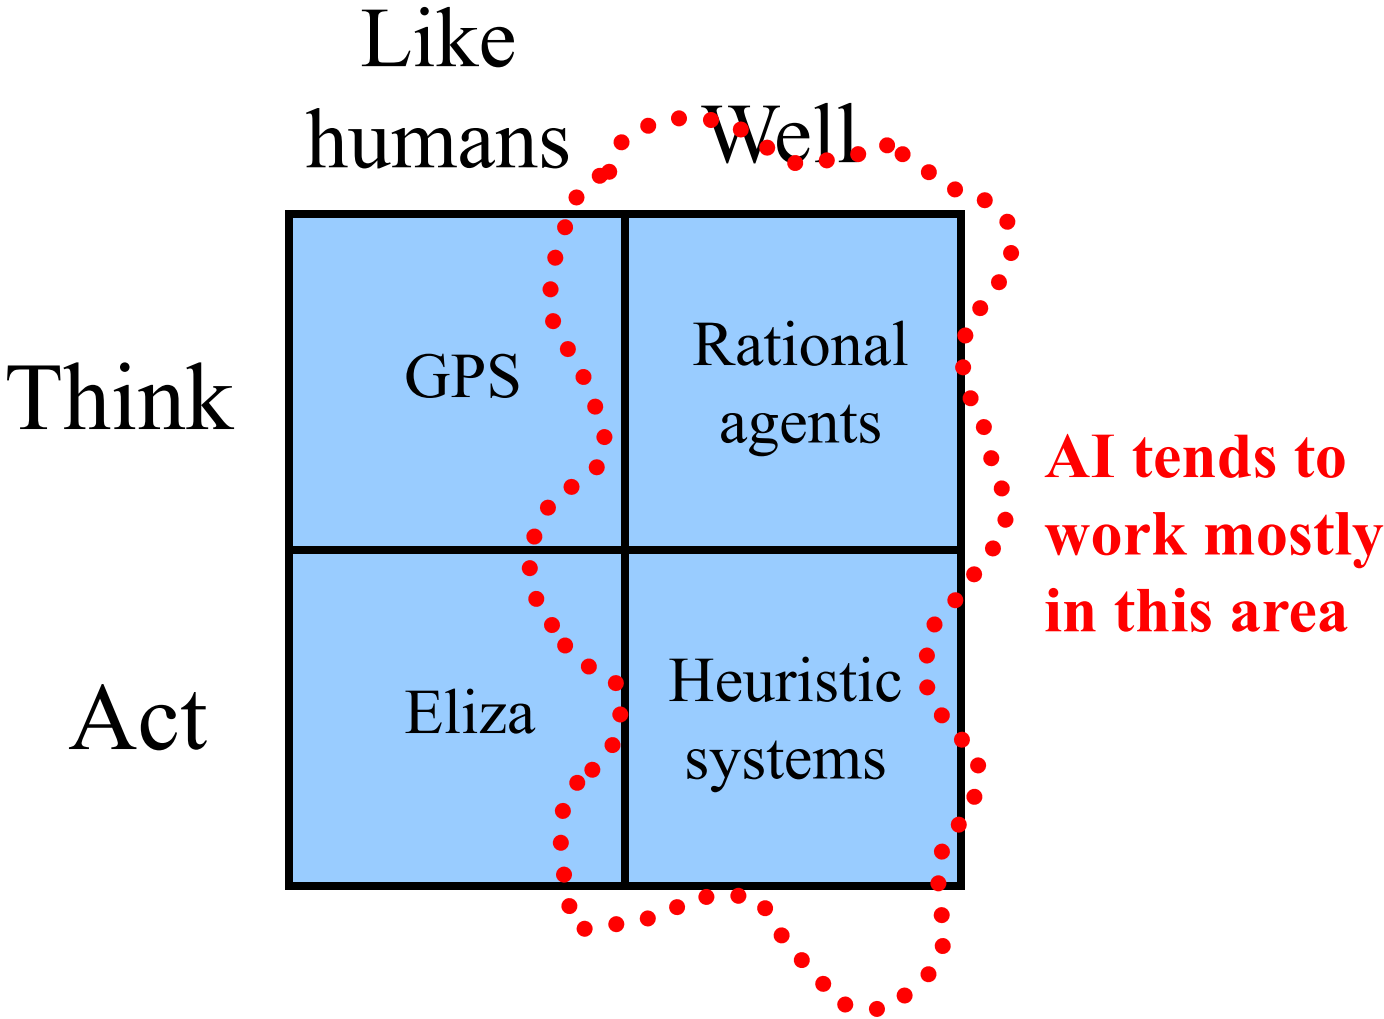 Like
humans
Well
Think
GPS
Rational
agents
AI tends to
work mostly
in this area
Act
Eliza
Heuristic
systems